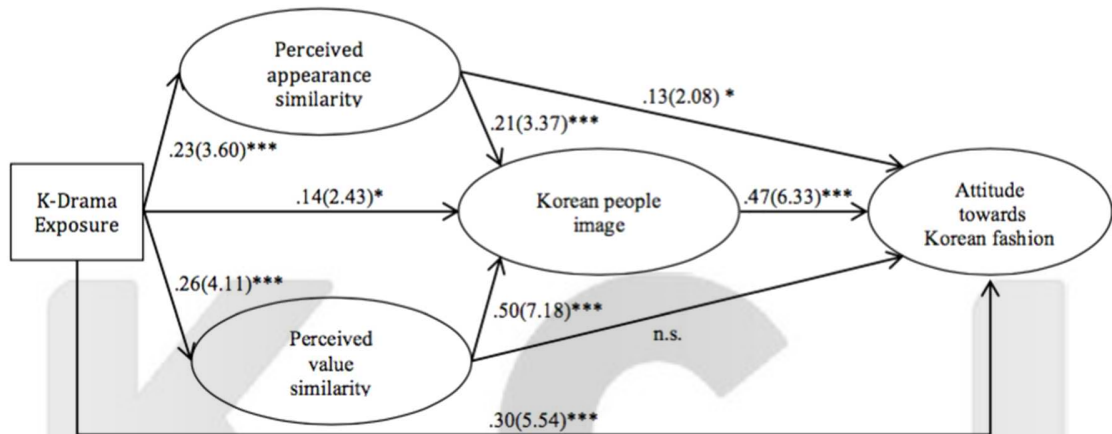 Perceived
appearance
similarity
.13(2.08) *
.21(3.37)***
.23(3.60)***
K-Drama
Exposure
.14(2.43)*
Korean people
image
.47(6.33)***
Attitude
towards
Korean fashion
.26(4.11)***
.50(7.18)***
n.s.
Perceived
value
similarity
.30(5.54)***
K C I